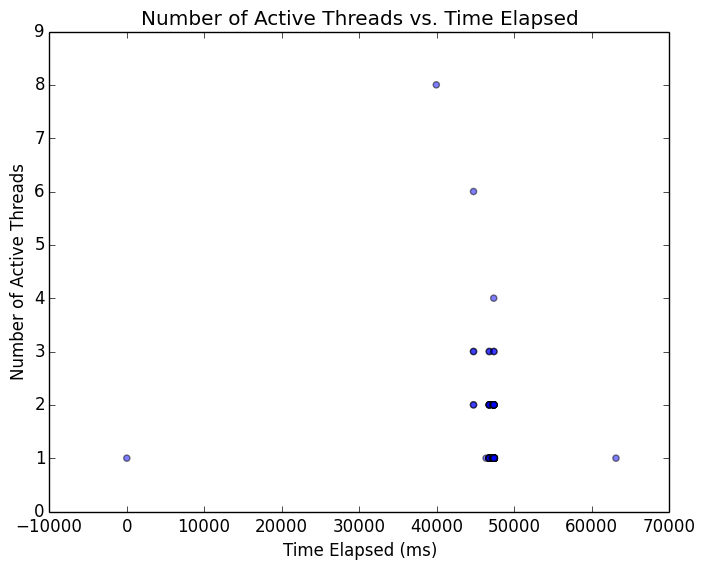 Number of Active Threads vs. Time Elapsed
9
8
7
6
5
4
3
2
1
0
Number of Active Threads
−10000 0 10000 20000 30000 40000 50000 60000 70000
Time Elapsed (ms)